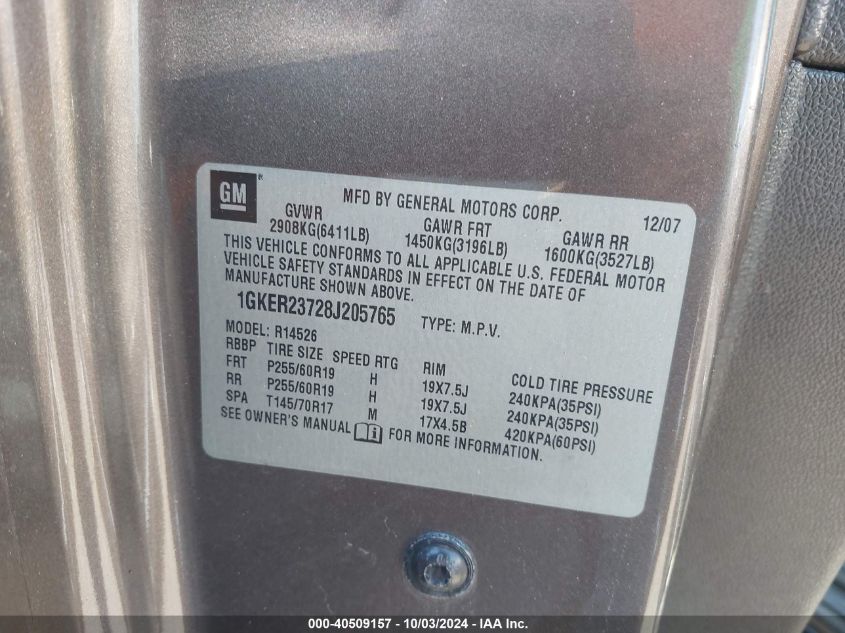 GM ®
MFD BY GENERAL MOTORS CORP. 12/07
GVWR GAWR FRT GAWR RR
2908KG(6411LB) 1450KG(3196LB) 1600KG(3527LB)
THIS VEHICLE CONFORMS TO ALL APPLICABLE U.S. FEDERAL MOTOR
VEHICLE SAFETY STANDARDS IN EFFECT ON THE DATE OF
MANUFACTURE SHOWN ABOVE.
1GKER23728J205765 TYPE: M.P.V.
MODEL: R14526
RBBP TIRE SIZE SPEED RTG RIM COLD TIRE PRESSURE
FRT P255/60R19 H 19X7.5J 240KPA(35PSI)
RR P255/60R19 H 19X7.5J 240KPA(35PSI)
SPA T145/70R17 M 17X4.5B 420KPA(60PSI)
SEE OWNER'S MANUAL i FOR MORE INFORMATION.
000-40509157 - 10/03/2024 - IAA Inc.